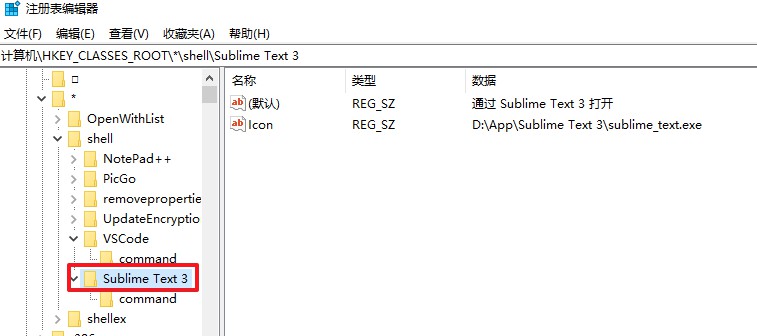 注册表编辑器
文件(F) 编辑(E) 查看(V) 收藏夹(A) 帮助(H)
计算机\HKEY_CLASSES_ROOT\*\shell\Sublime Text 3
名称 类型 数据
*
OpenWithList
shell
NotePad++
PicGo
removepropertie
UpdateEncryptio
VSCode
command
Sublime Text 3
command
shellex
(默认) REG_SZ 通过 Sublime Text 3 打开
Icon REG_SZ D:\App\Sublime Text 3\sublime_text.exe